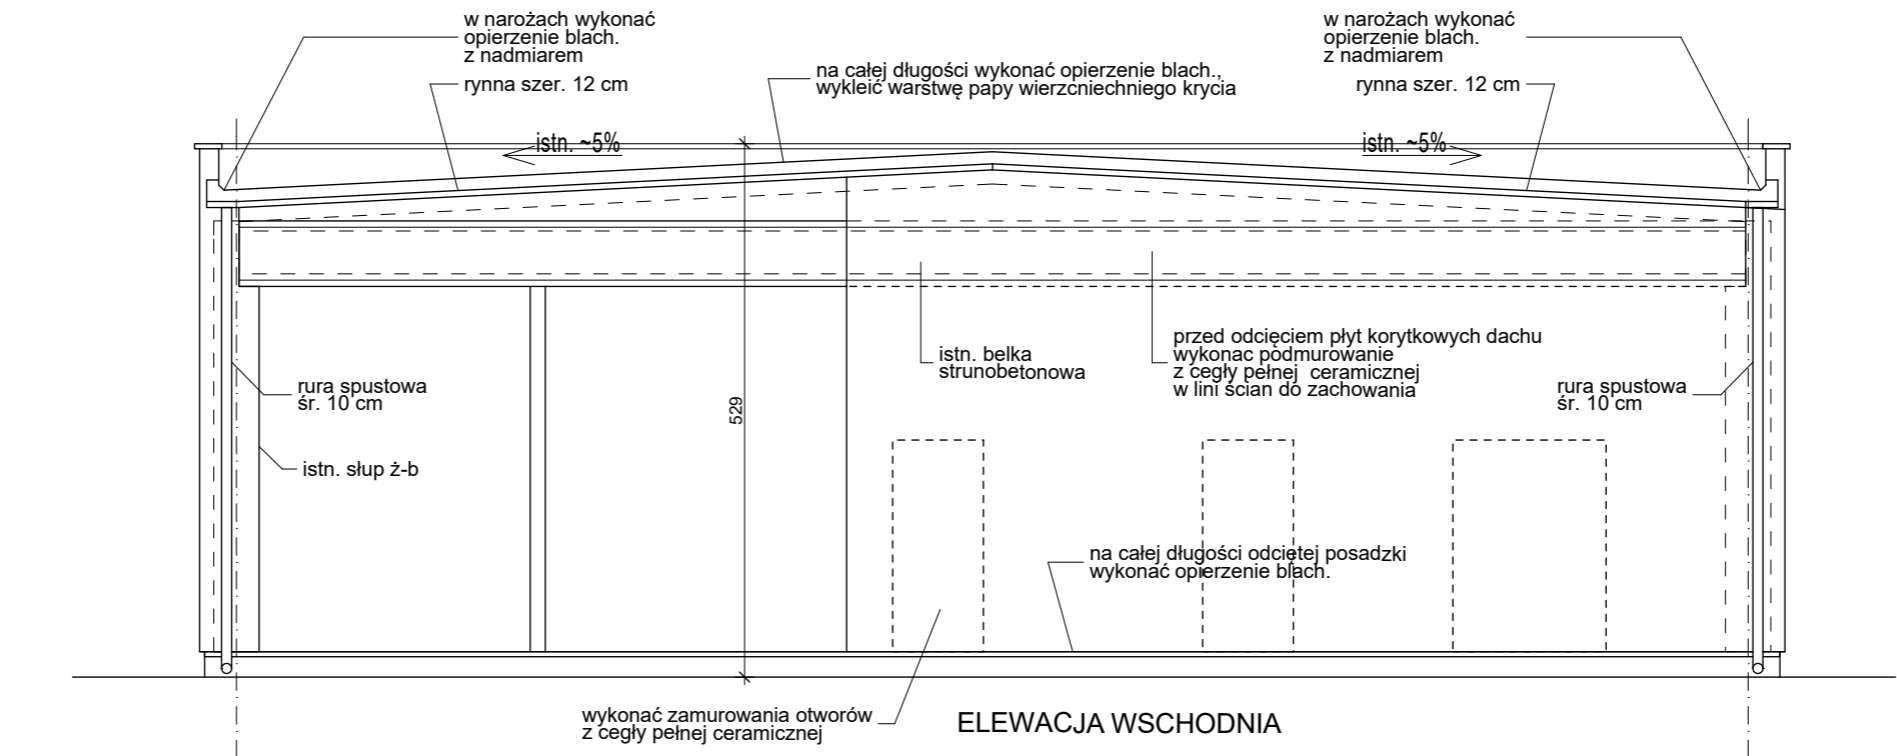 w narożach wykonać
opierzenie blach.
z nadmiarem
rynna szer. 12 cm
na całej długości wykonać opierzenie blach.,
wykleić warstwę papy wierzcniechniego krycia
w narożach wykonać
opierzenie blach.
z nadmiarem
rynna szer. 12 cm
istn. ~5%
istn. ~5%
529
istn. belka
strunobetonowa
przed odcięciem płyt korytkowych dachu
wykonac podmurowanie
z cegły pełnej ceramicznej
w lini ścian do zachowania
rura spustowa
śr. 10 cm
rura spustowa
śr. 10 cm
istn. słup ż-b
na całej długości odciętej posadzki
wykonać opierzenie blach.
wykonać zamurowania otworów
z cegły pełnej ceramicznej
ELEWACJA WSCHODNIA